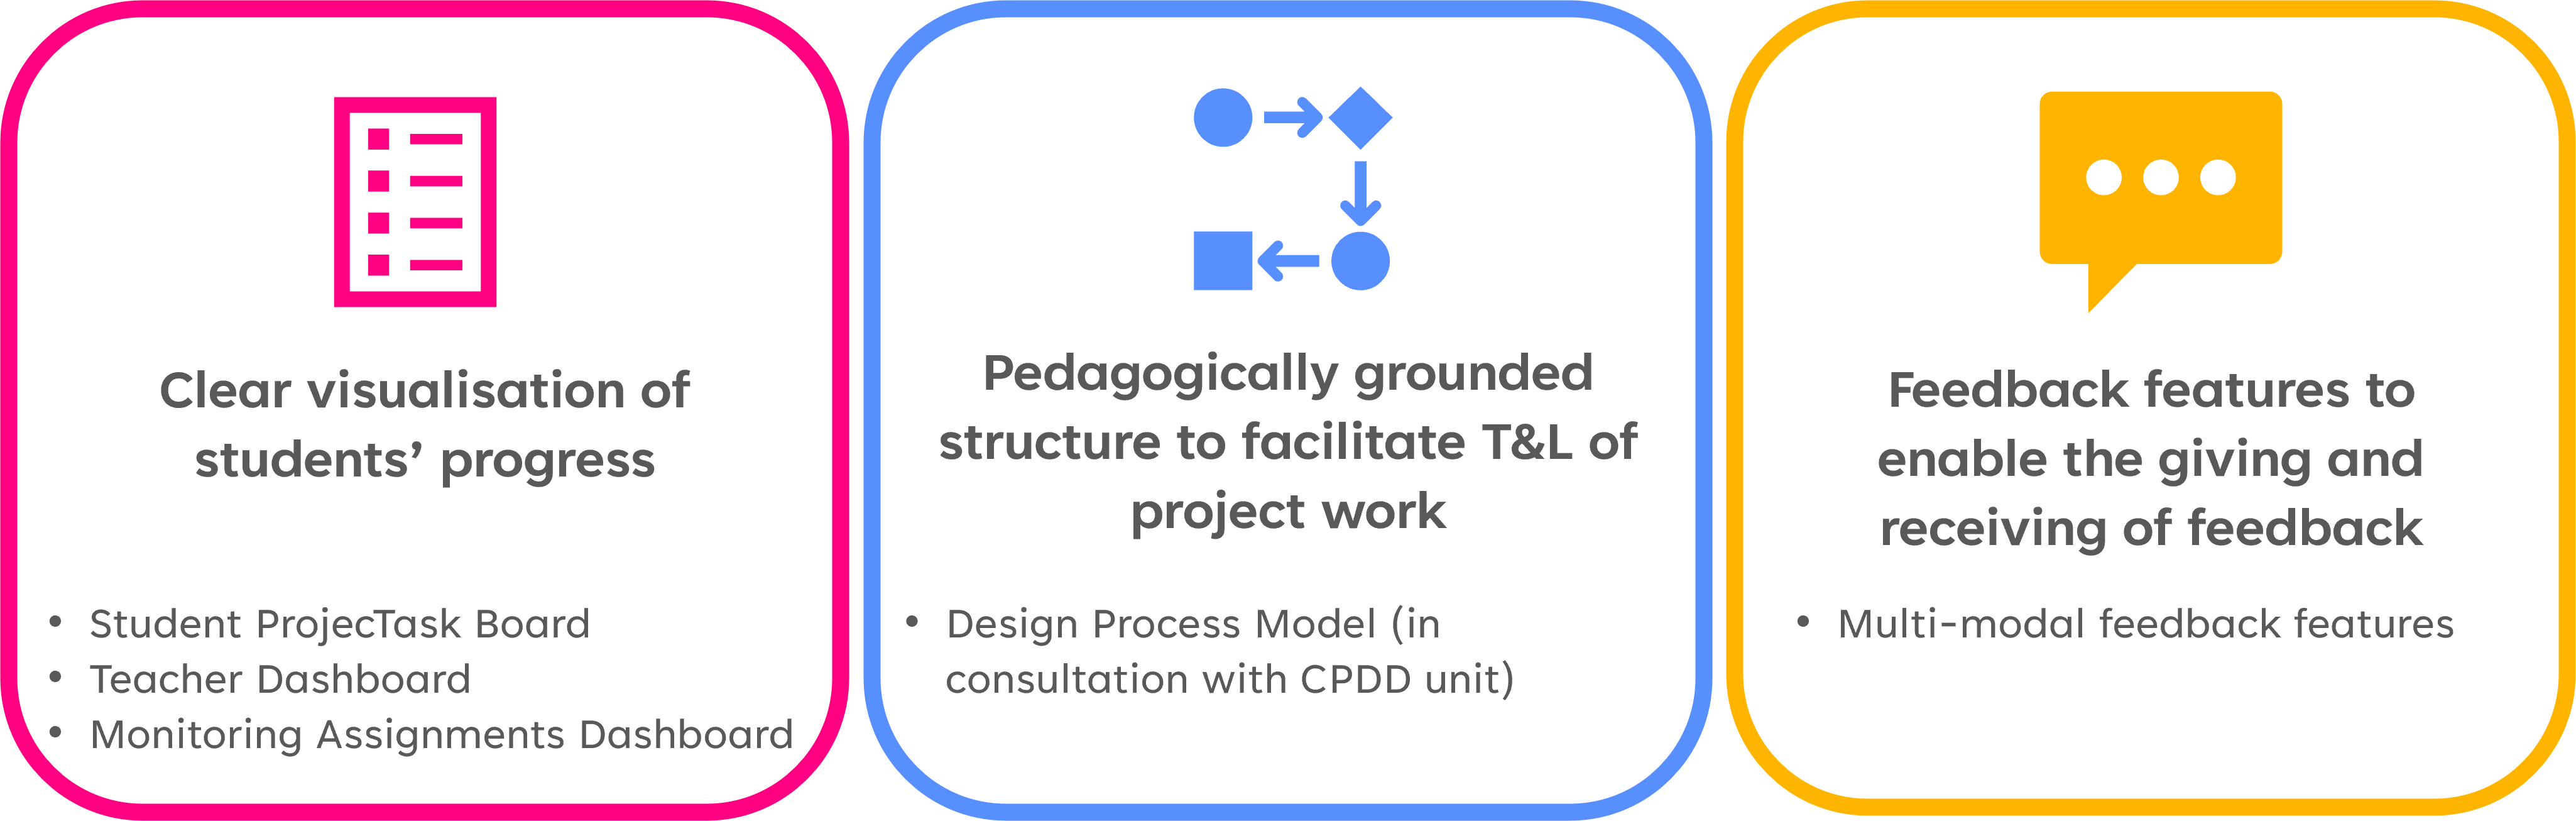 Clear visualisation of
students’ progress
• Student ProjecTask Board
• Teacher Dashboard
• Monitoring Assignments Dashboard
Pedagogically grounded
structure to facilitate T&L of
project work
• Design Process Model (in
consultation with CPDD unit)
Feedback features to
enable the giving and
receiving of feedback
• Multi-modal feedback features